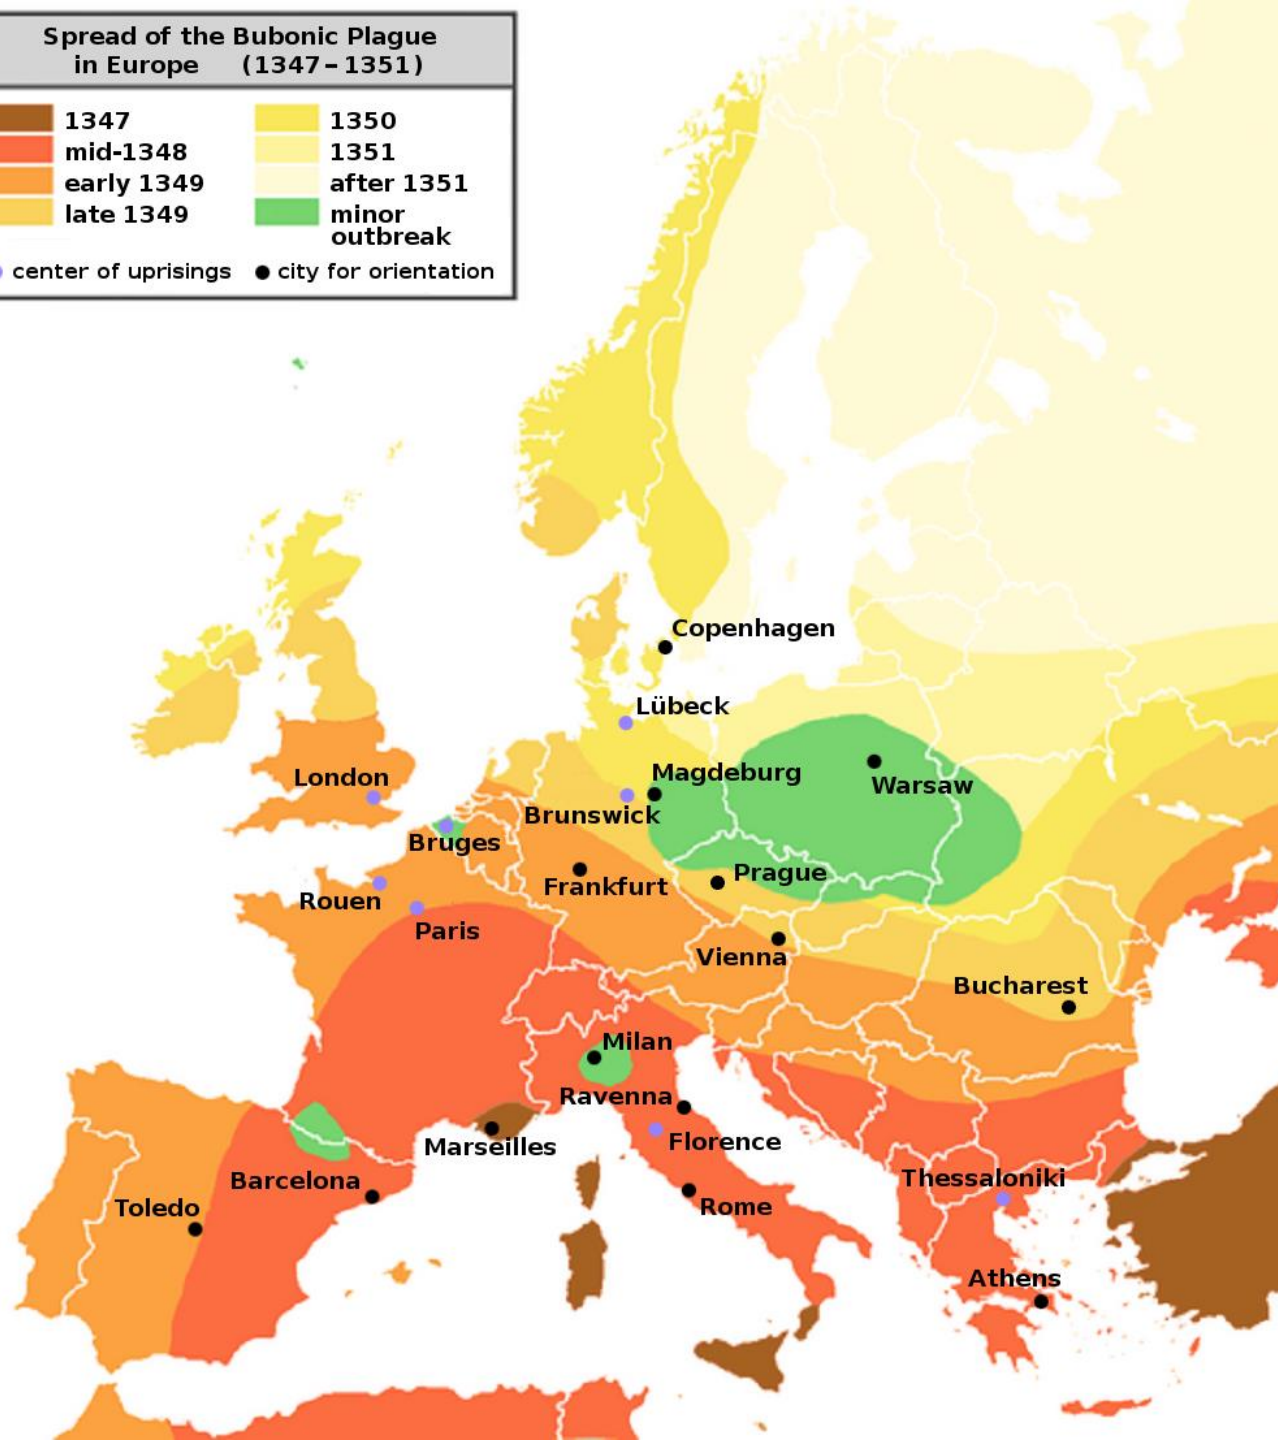 Spread of the Bubonic Plague
in Europe (1347–1351)
1347
mid-1348
early 1349
late 1349
1350
1351
after 1351
minor
outbreak
center of uprisings
city for orientation
Copenhagen
Lübeck
Magdeburg
Warsaw
London
Brunswick
Bruges
Frankfurt
Prague
Rouen
Paris
Vienna
Bucharest
Milan
Ravenna
Marseilles
Florence
Barcelona
Thessaloniki
Toledo
Rome
Athens